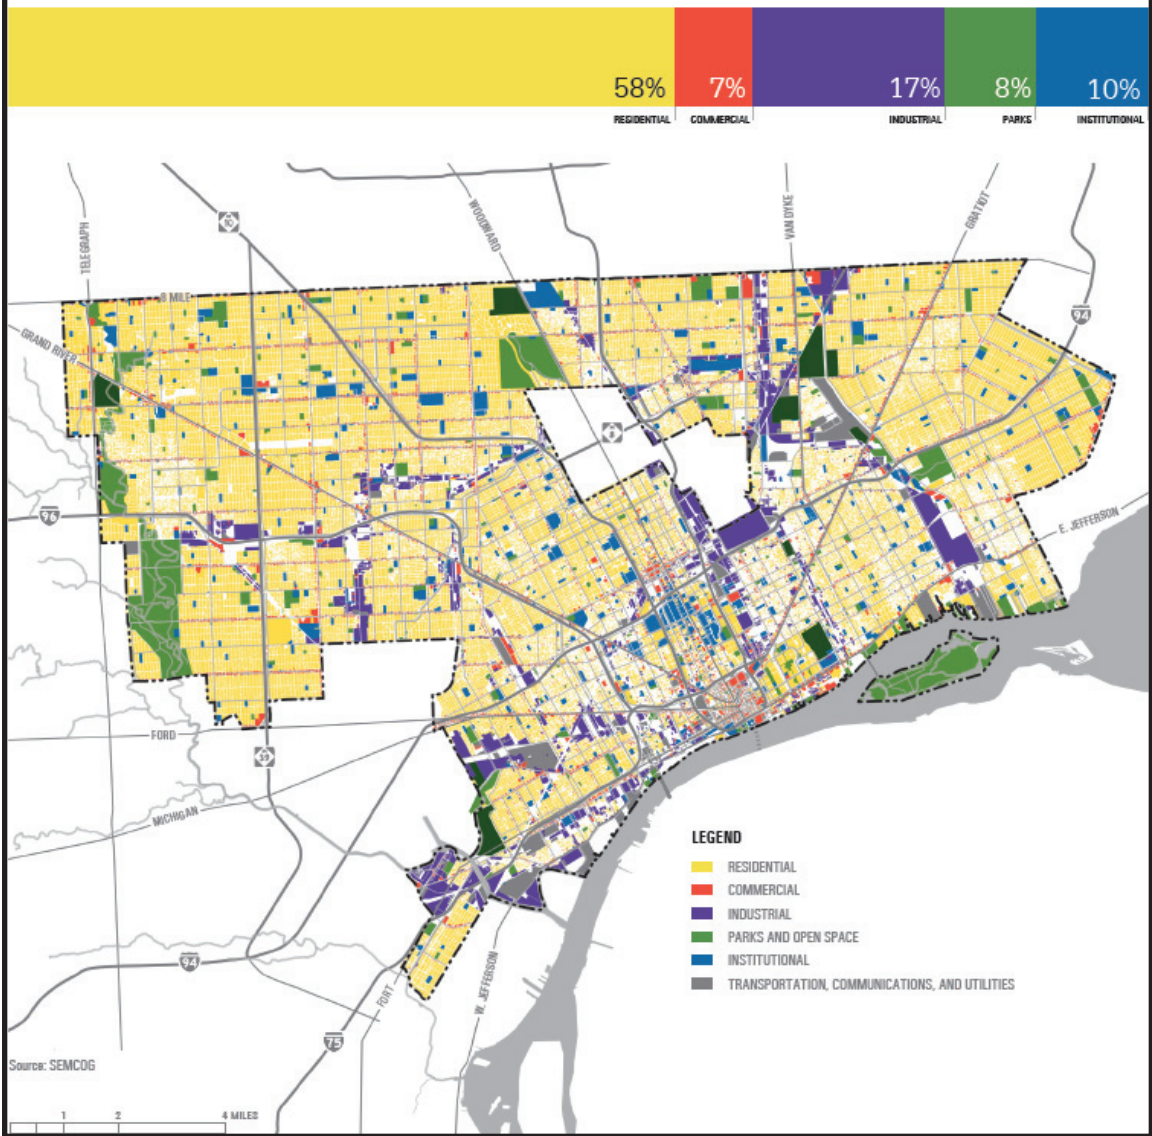 58%
7%
17%
8%
10%
RESIDENTIAL
COMMERCIAL
INDUSTRIAL
PARKS
INSTITUTIONAL
10
TELEGRAPH
WOODWARD
VAN DYKE
GRATIOT
8 MILE
94
GRAND RIVER
8
96
E. JEFFERSON
FORD
39
MICHIGAN
LEGEND
RESIDENTIAL
COMMERCIAL
INDUSTRIAL
PARKS AND OPEN SPACE
INSTITUTIONAL
TRANSPORTATION, COMMUNICATIONS, AND UTILITIES
94
FORT
W. JEFFERSON
75
Source: SEMCOG
1
2
4 MILES